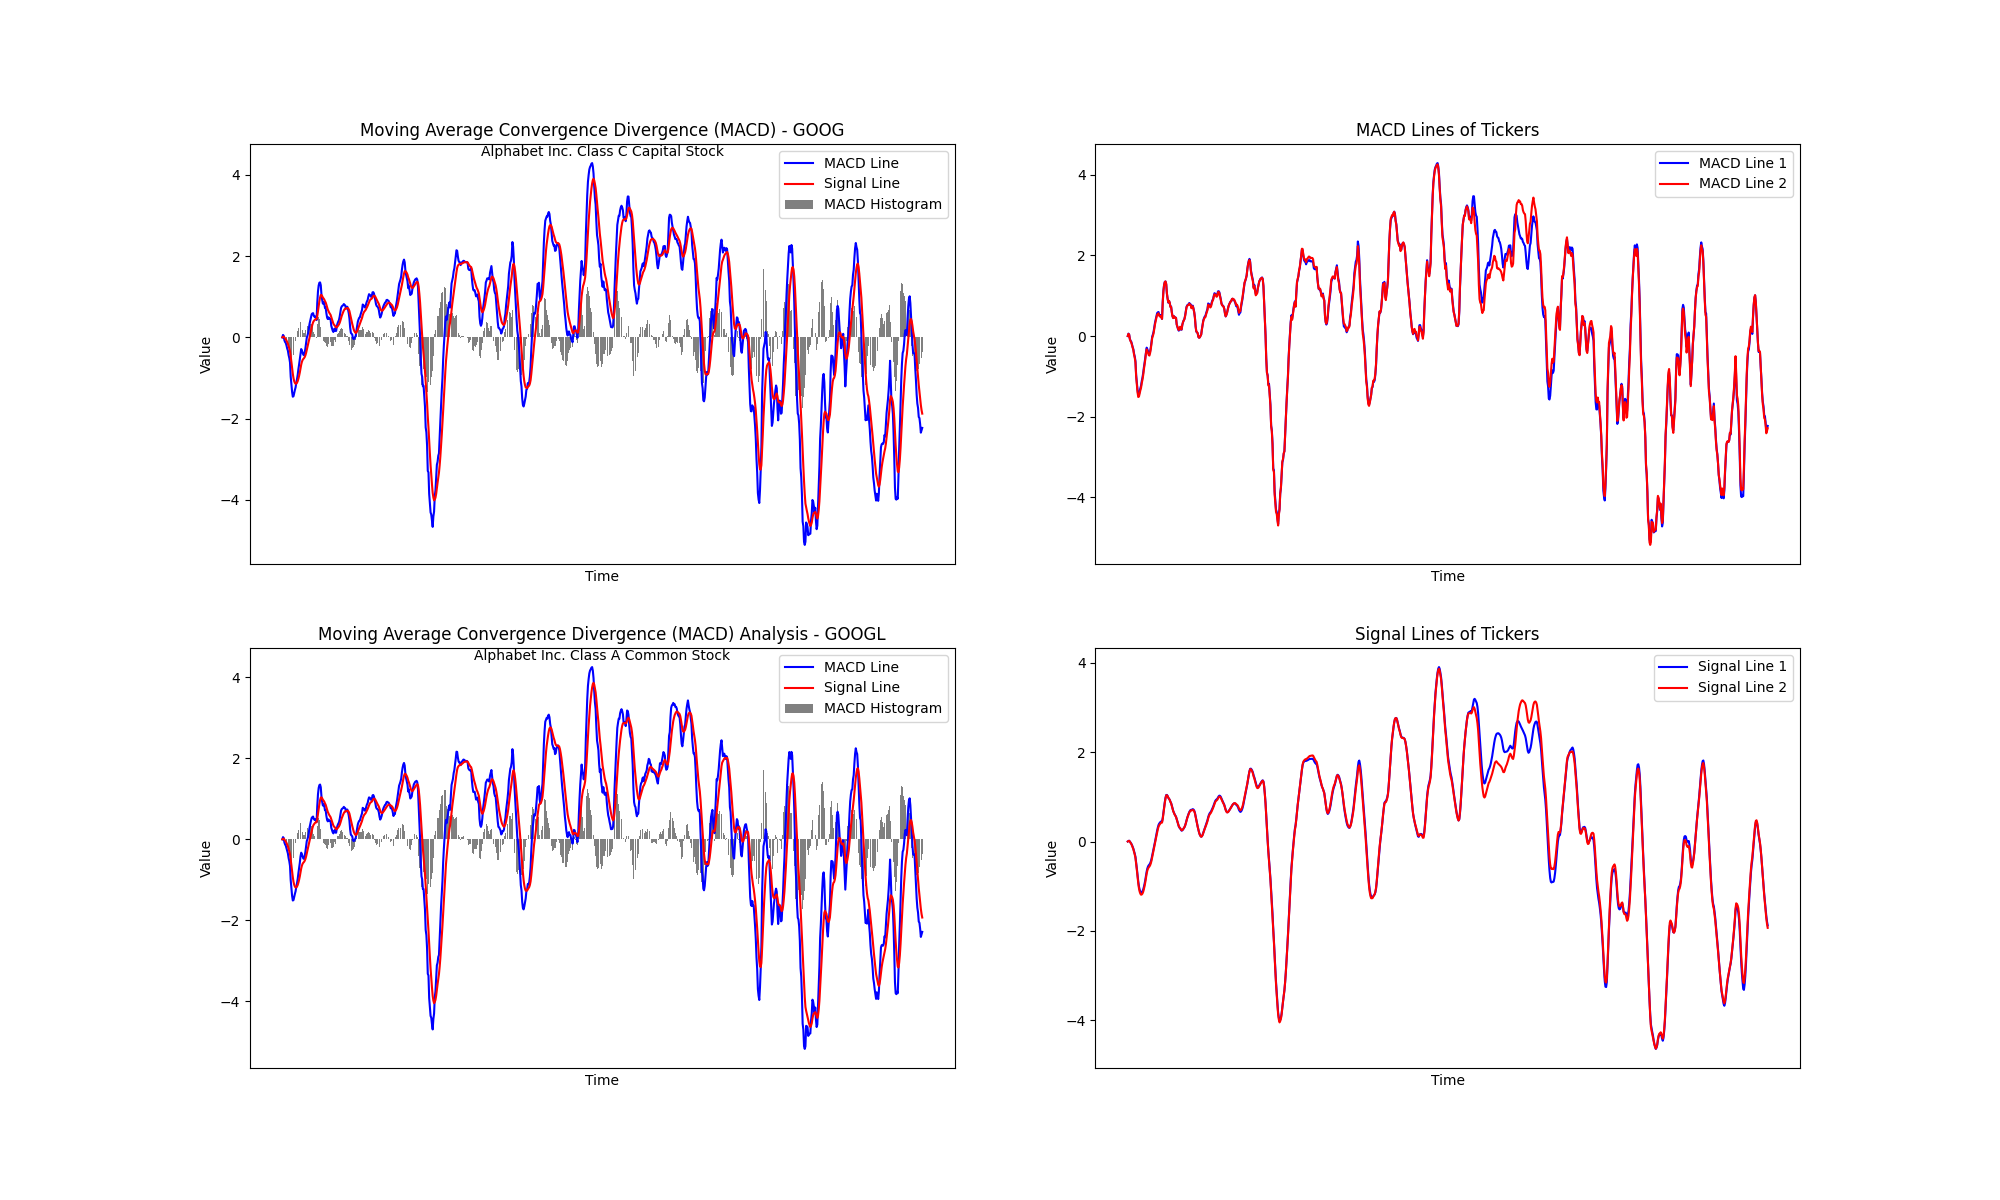 Moving Average Convergence Divergence (MACD) - GOOG
Alphabet Inc. Class C Capital Stock
MACD Line
Signal Line
MACD Histogram
4
2
0
−2
−4
Value
Time
MACD Lines of Tickers
MACD Line 1
MACD Line 2
4
2
0
−2
−4
Value
Time
Moving Average Convergence Divergence (MACD) Analysis - GOOGL
Alphabet Inc. Class A Common Stock
MACD Line
Signal Line
MACD Histogram
4
2
0
−2
−4
Value
Time
Signal Lines of Tickers
Signal Line 1
Signal Line 2
4
2
0
−2
−4
Value
Time